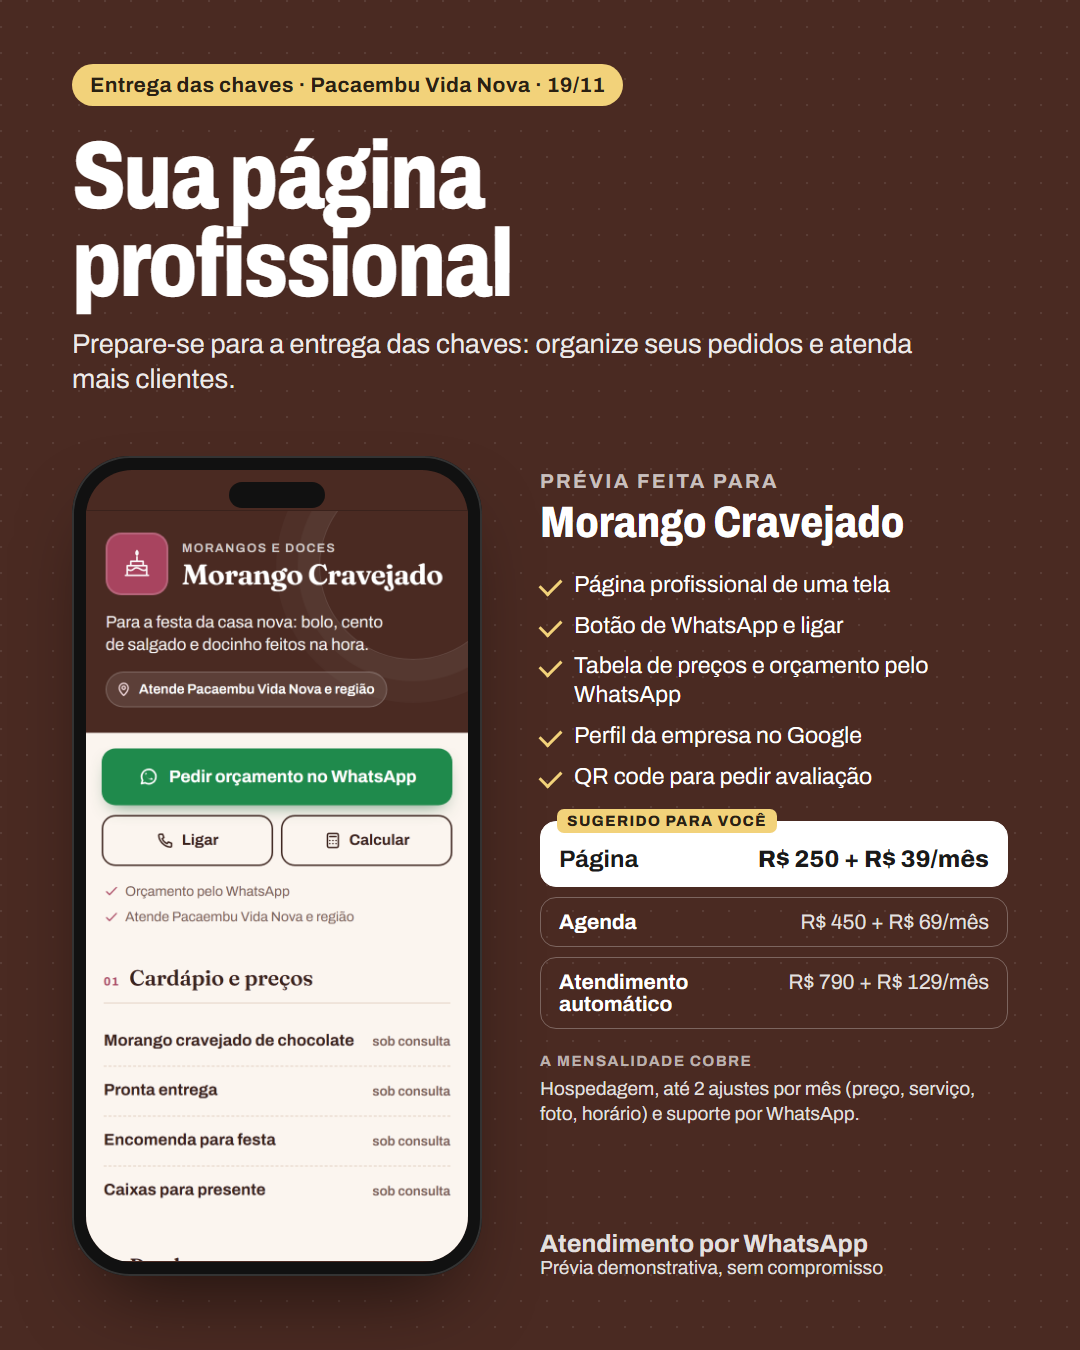 Entrega das chaves · Pacaembu Vida Nova · 19/11
Sua página
profissional
Prepare-se para a entrega das chaves: organize seus pedidos e atenda
mais clientes.
MORANGOS E DOCES
Morango Cravejado
Para a festa da casa nova: bolo, cento
de salgado e docinho feitos na hora.
Atende Pacaembu Vida Nova e região
Pedir orçamento no WhatsApp
Ligar
Calcular
Orçamento pelo WhatsApp
Atende Pacaembu Vida Nova e região
01 Cardápio e preços
Morango cravejado de chocolate sob consulta
Pronta entrega sob consulta
Encomenda para festa sob consulta
Caixas para presente sob consulta
PRÉVIA FEITA PARA
Morango Cravejado
Página profissional de uma tela
Botão de WhatsApp e ligar
Tabela de preços e orçamento pelo
WhatsApp
Perfil da empresa no Google
QR code para pedir avaliação
SUGERIDO PARA VOCÊ
Página R$ 250 + R$ 39/mês
Agenda R$ 450 + R$ 69/mês
Atendimento R$ 790 + R$ 129/mês
automático
A MENSALIDADE COBRE
Hospedagem, até 2 ajustes por mês (preço, serviço,
foto, horário) e suporte por WhatsApp.
Atendimento por WhatsApp
Prévia demonstrativa, sem compromisso